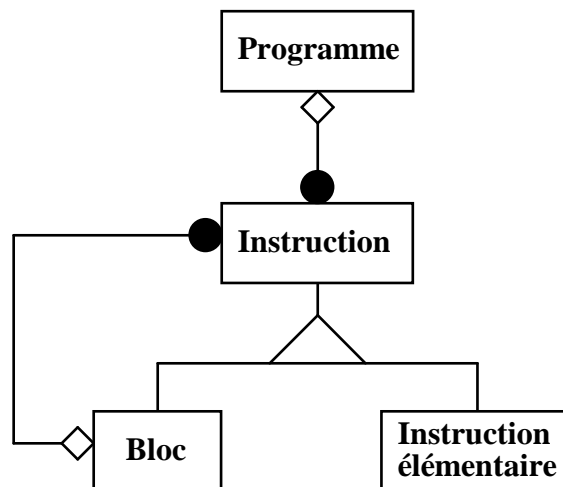 Programme
Instruction
Bloc
Instruction
élémentaire